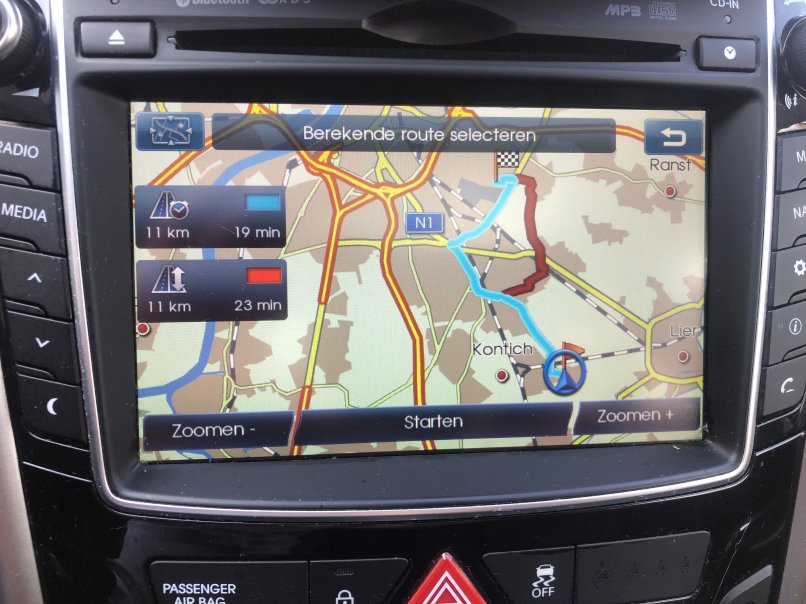 Bluetooth
MP3
CD-IN
Berekende route selecteren
RADIO
Ranst
MEDIA
N1
11 km 19 min
11 km 23 min
Kontich
Lier
Zoomen -
Starten
Zoomen +
PASSENGER
AIR BAG
OFF